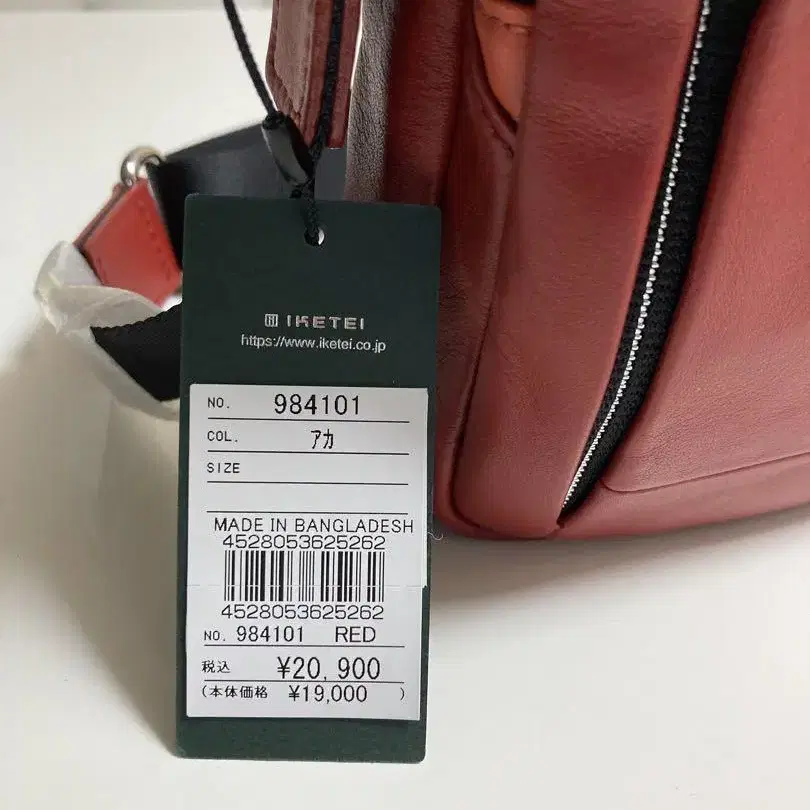 IKETEI
https://www.iketei.co.jp
NO. 984101
COL. アカ
SIZE
MADE IN BANGLADESH
4528053625262
4528053625262
NO. 984101 RED
税込 ¥20,900
(本体価格 ¥19,000 )